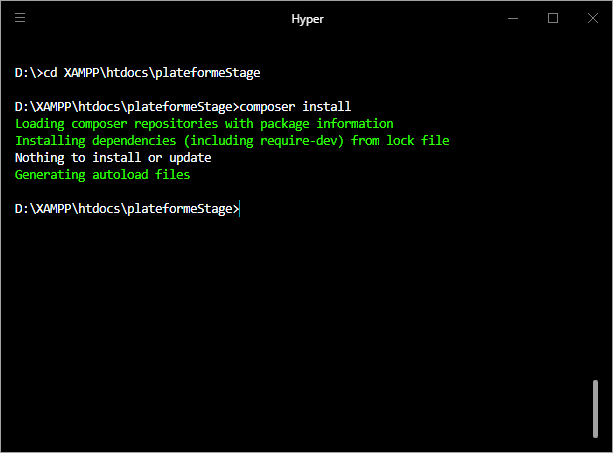 Hyper
D:\>cd XAMPP\htdocs\plateformeStage
D:\XAMPP\htdocs\plateformeStage>composer install
Loading composer repositories with package information
Installing dependencies (including require-dev) from lock file
Nothing to install or update
Generating autoload files
D:\XAMPP\htdocs\plateformeStage>